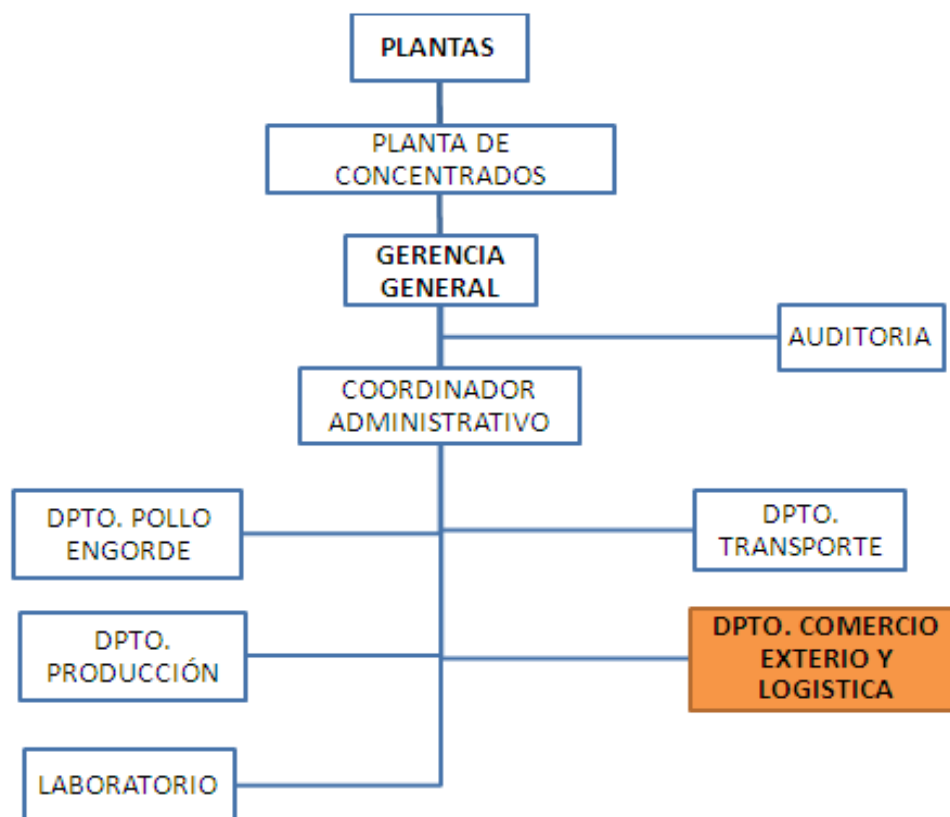 PLANTAS
PLANTA DE
CONCENTRADOS
GERENCIA
GENERAL
AUDITORIA
COORDINADOR
ADMINISTRATIVO
DPTO. POLLO
ENGORDE
DPTO.
TRANSPORTE
DPTO.
PRODUCCIÓN
DPTO. COMERCIO
EXTERIO Y
LOGISTICA
LABORATORIO